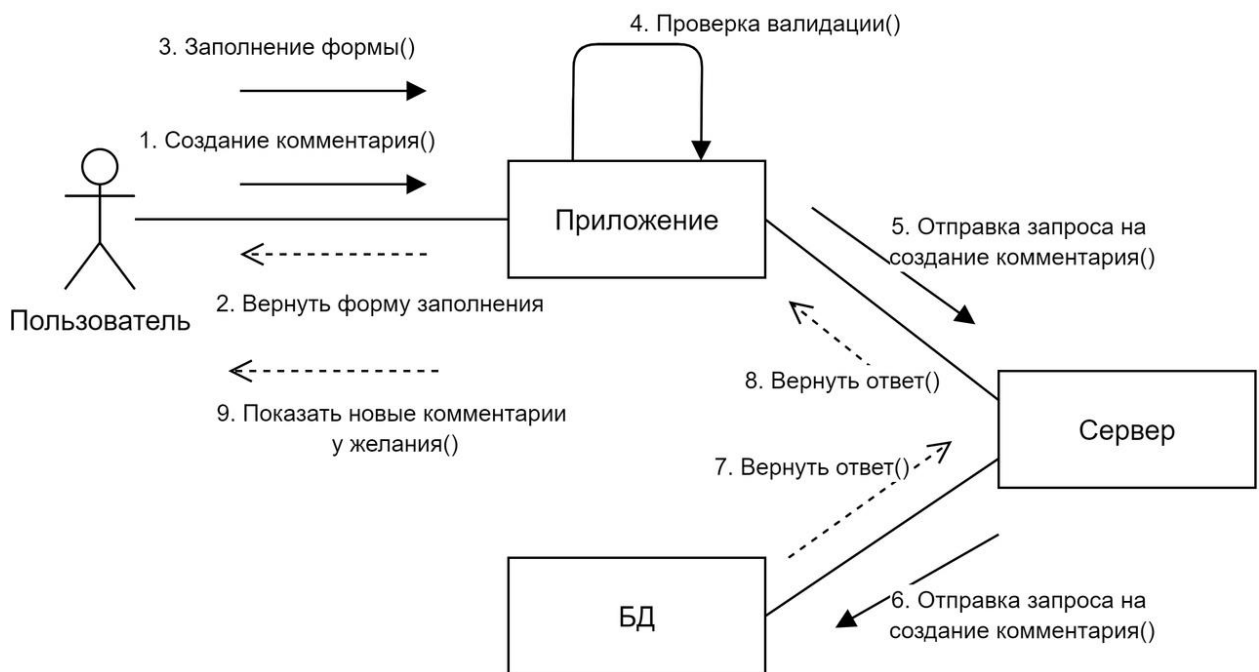 4. Проверка валидации()
3. Заполнение формы()
1. Создание комментария()
Приложение
5. Отправка запроса на
создание комментария()
2. Вернуть форму заполнения
Пользователь
8. Вернуть ответ()
9. Показать новые комментарии
у желания()
Сервер
7. Вернуть ответ()
6. Отправка запроса на
создание комментария()
БД